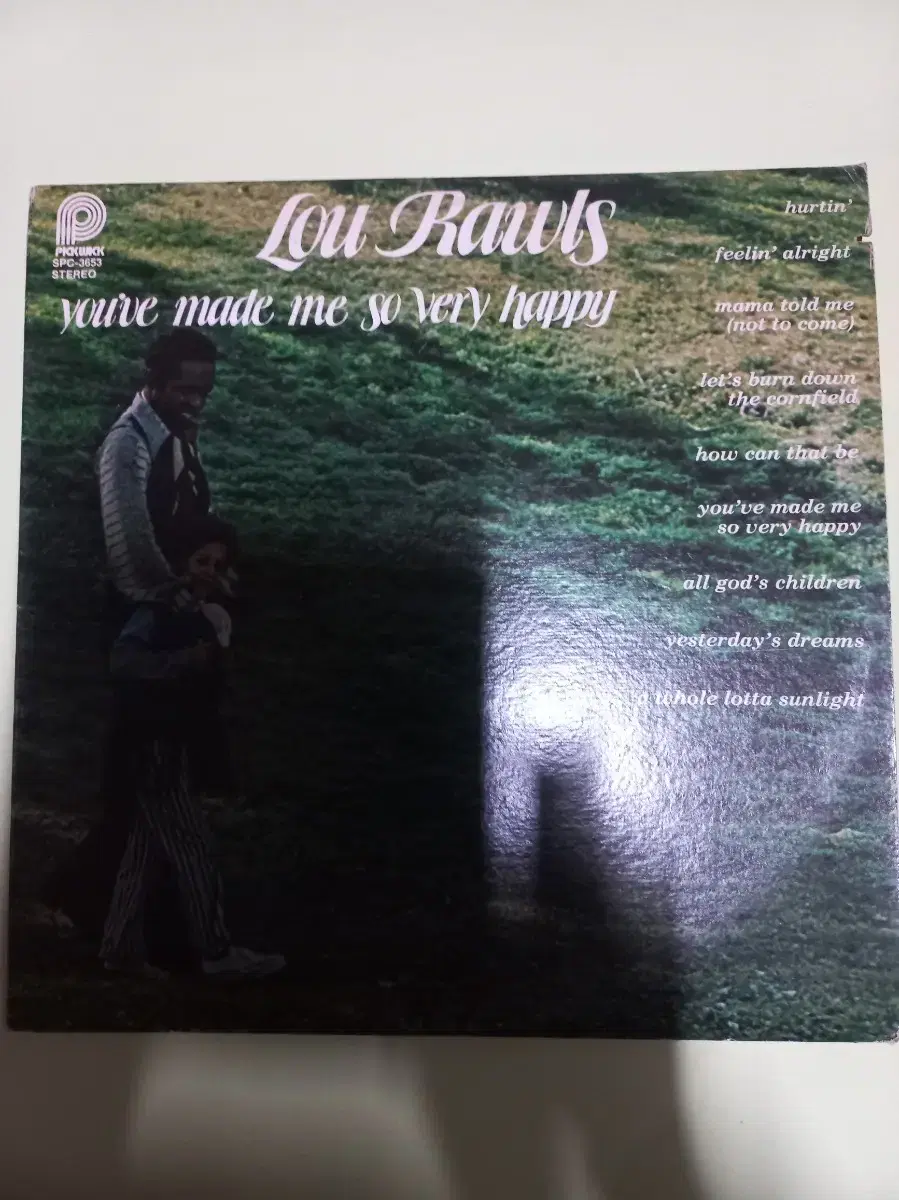 PICKWICK
SPC-3653
STEREO
Lou Rawls
you've made me so very happy
hurtin'
feelin' alright
mama told me
(not to come)
let's burn down
the cornfield
how can that be
you've made me
so very happy
all god's children
yesterday's dreams
a whole lotta sunlight